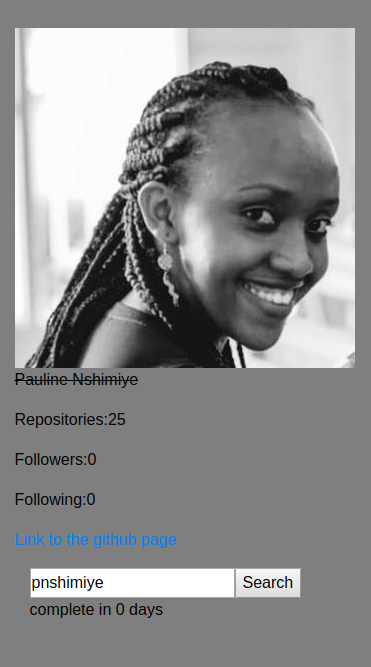 Pauline Nshimiye
Repositories:25
Followers:0
Following:0
Link to the github page
pnshimiye Search
complete in 0 days